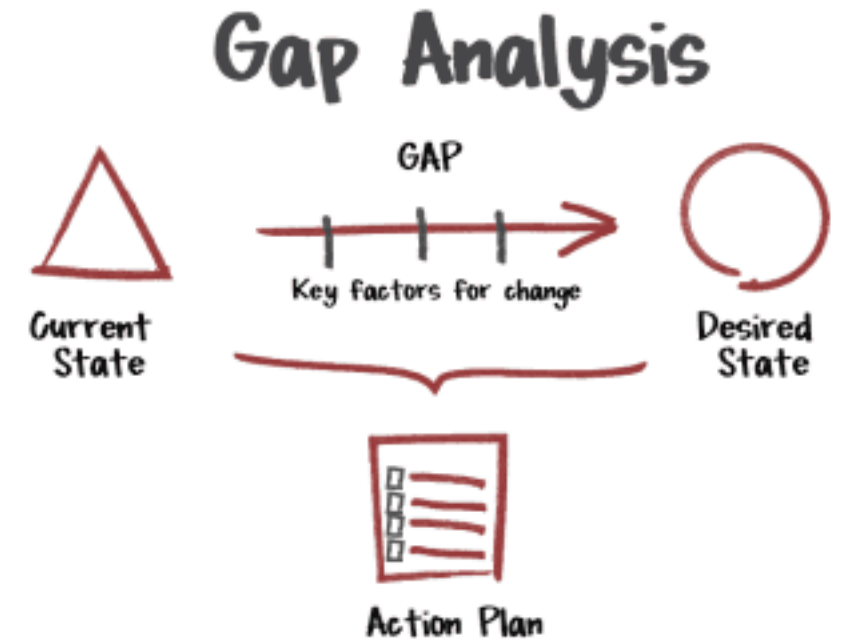 Gap Analysis
GAP
Key factors for change
Current
State
Desired
State
Action Plan